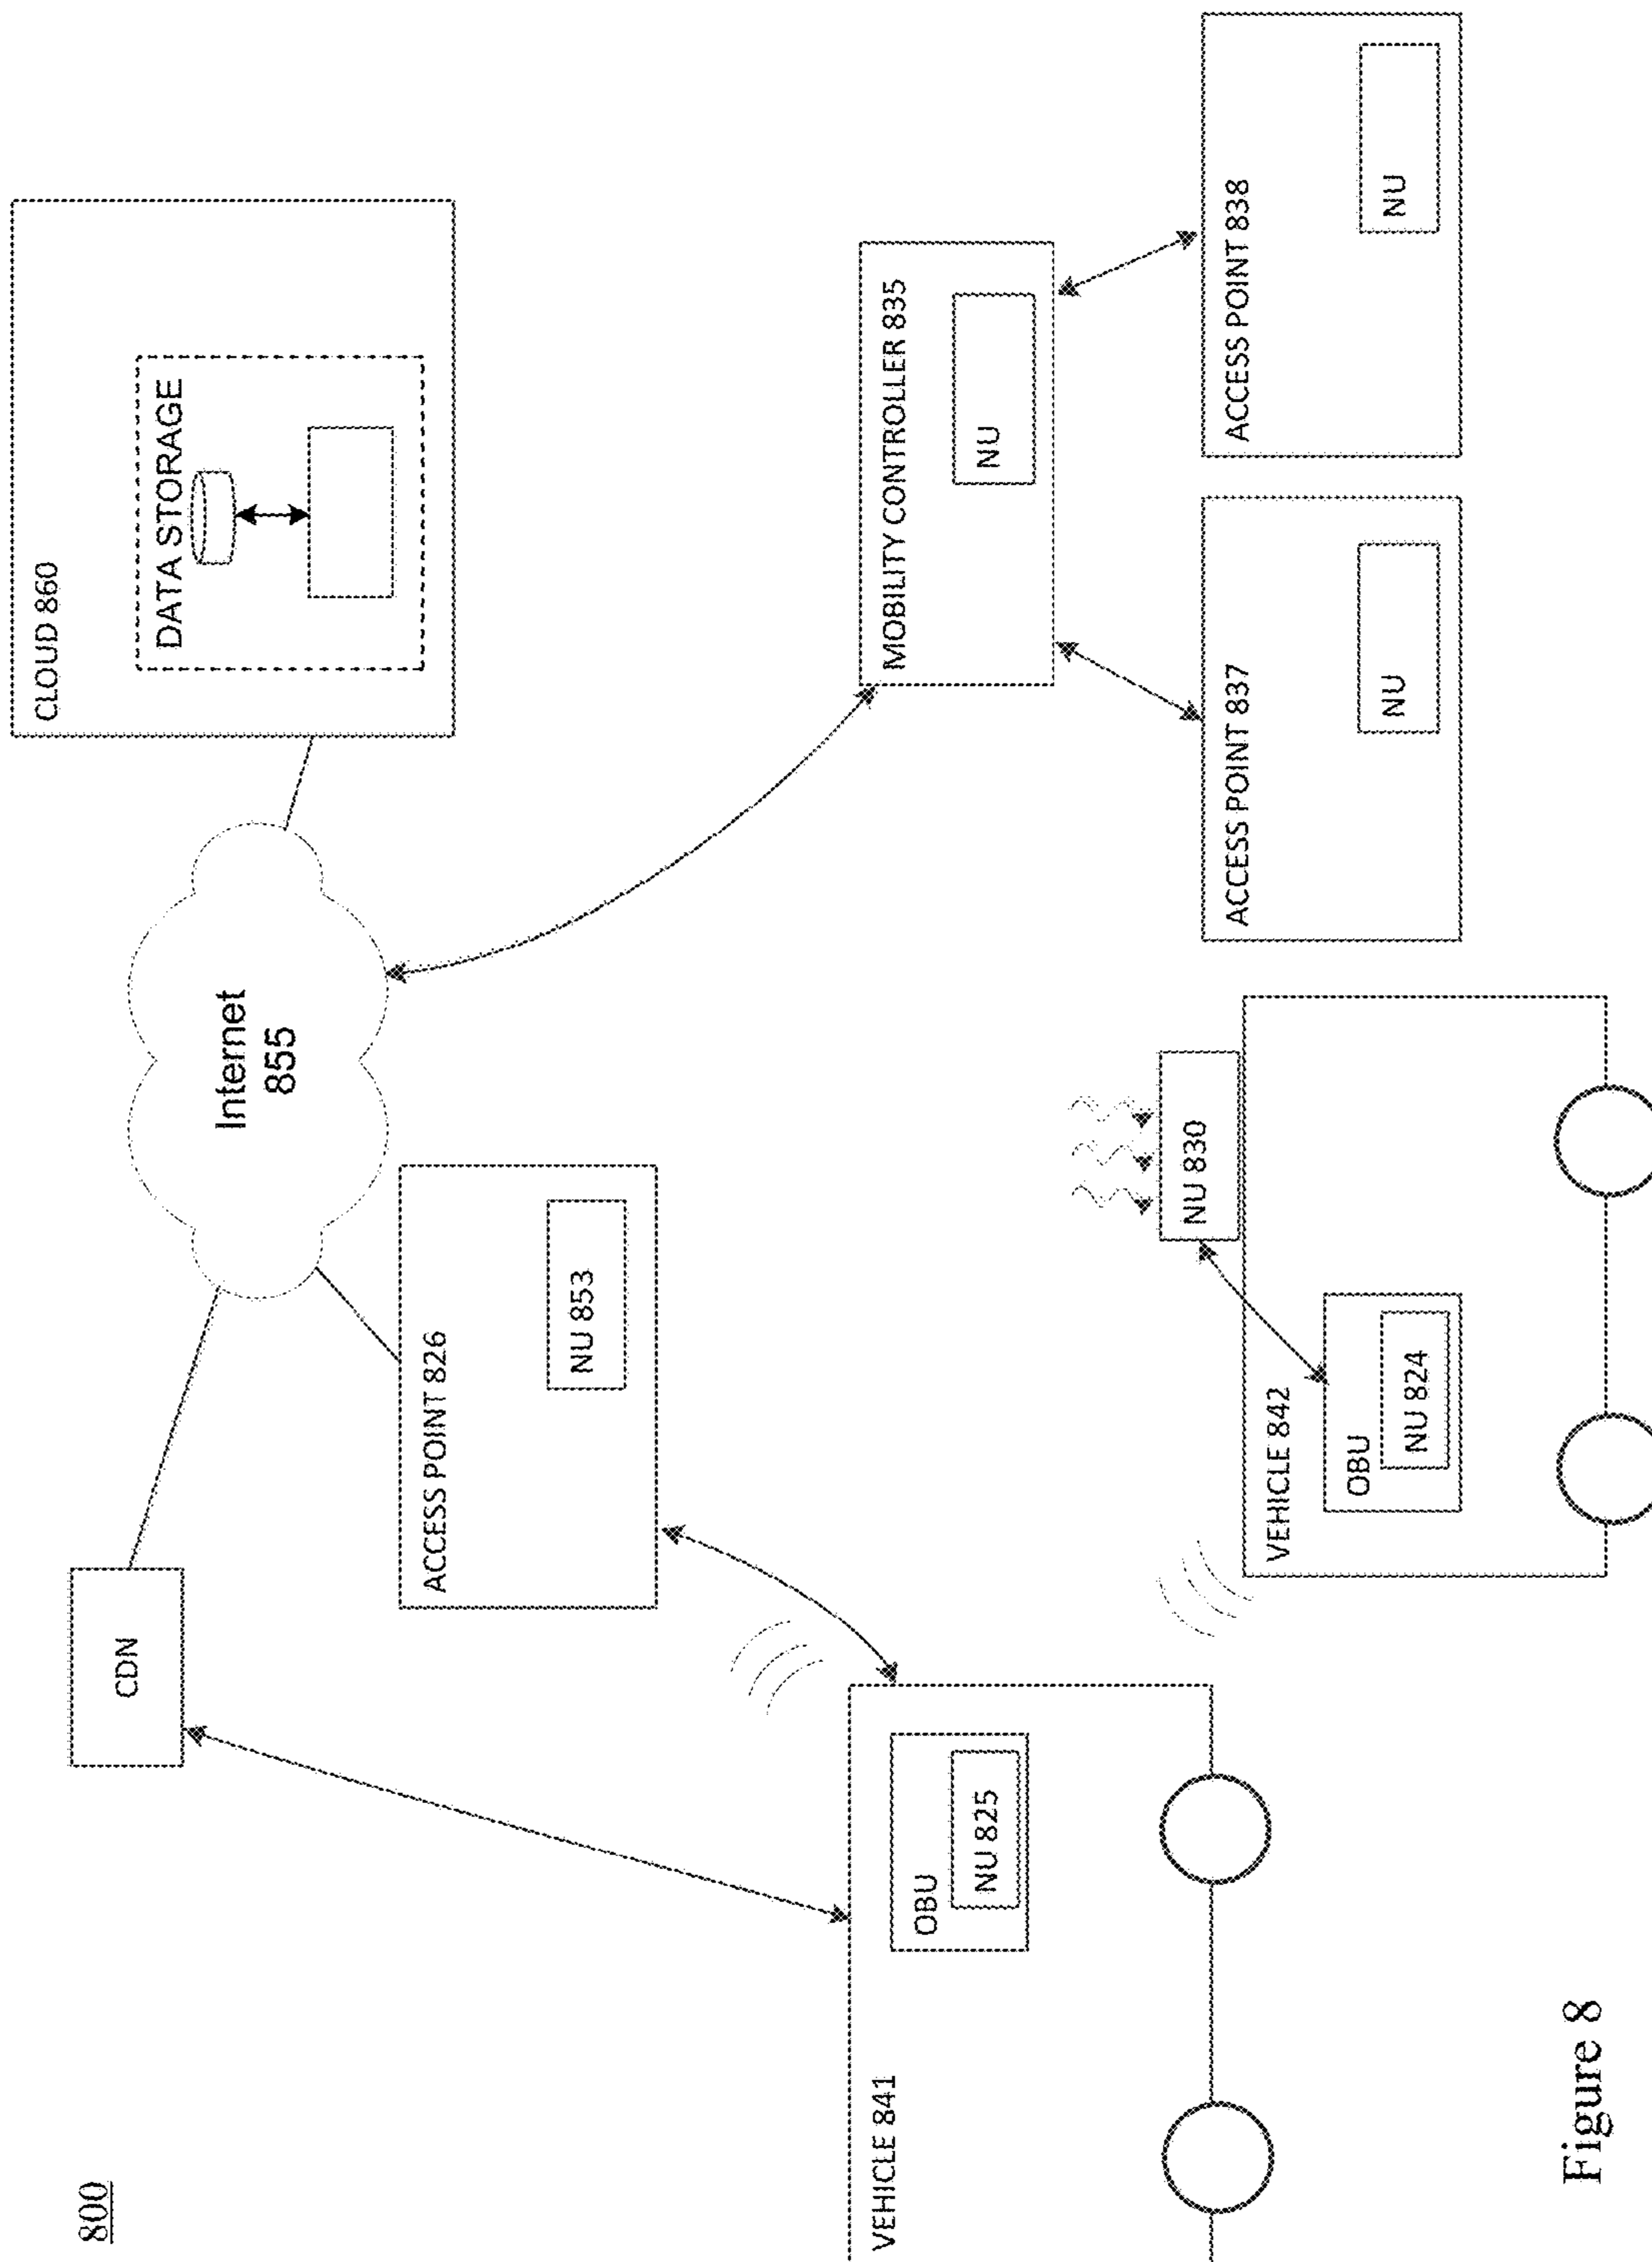 800
CLOUD 860
DATA STORAGE
Internet
855
CDN
ACCESS POINT 826
NU 853
MOBILITY CONTROLLER 835
NU
VEHICLE 841
OBU
NU 825
VEHICLE 842
OBU
NU 824
NU 830
ACCESS POINT 837
NU
ACCESS POINT 838
NU
Figure 8